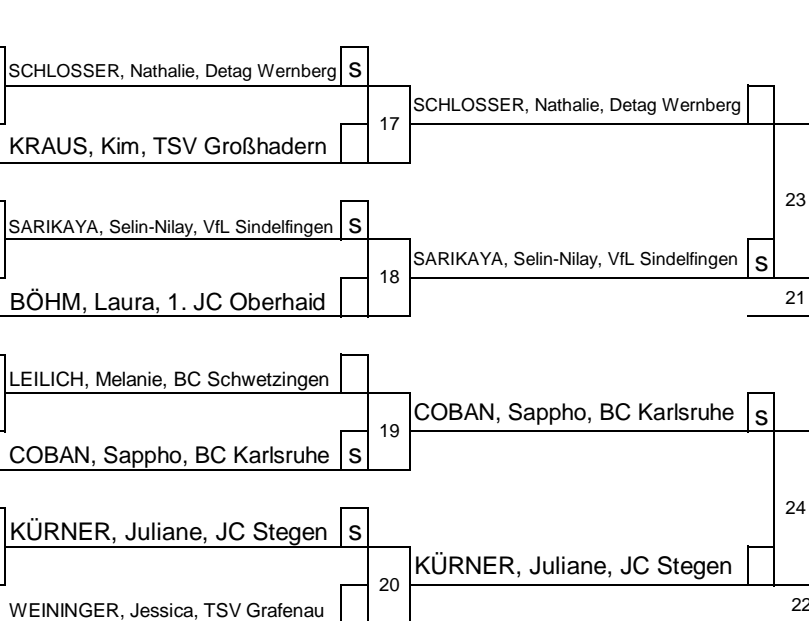 SCHLOSSER, Nathalie, Detag Wernberg S
17
SCHLOSSER, Nathalie, Detag Wernberg
KRAUS, Kim, TSV Großhadern
23
SARIKAYA, Selin-Nilay, VfL Sindelfingen S
18
SARIKAYA, Selin-Nilay, VfL Sindelfingen S
BÖHM, Laura, 1. JC Oberhaid
21
LEILICH, Melanie, BC Schwetzingen
19
COBAN, Sappho, BC Karlsruhe S
COBAN, Sappho, BC Karlsruhe S
24
KÜRNER, Juliane, JC Stegen S
20
KÜRNER, Juliane, JC Stegen
WEININGER, Jessica, TSV Grafenau
22